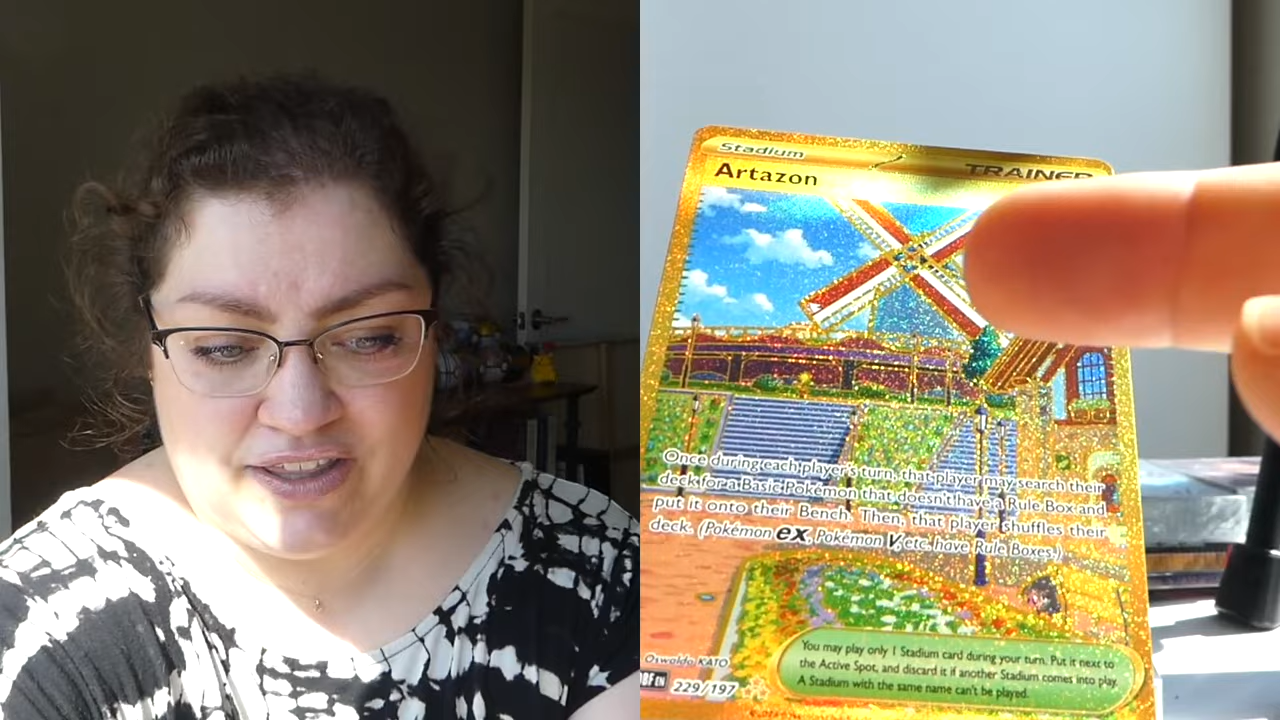 Stadium
TRAINER
Artazon
Once during each player's turn, that player may search their
deck for a Basic Pokémon that doesn't have a Rule Box and
put it onto their Bench. Then, that player shuffles their
deck. (Pokémon ex, Pokémon V, etc. have Rule Boxes.)
You may play only 1 Stadium card during your turn. Put it next to
the Active Spot, and discard it if another Stadium comes into play.
A Stadium with the same name can't be played.
Oswaldo KATO
OBF EN
229/197